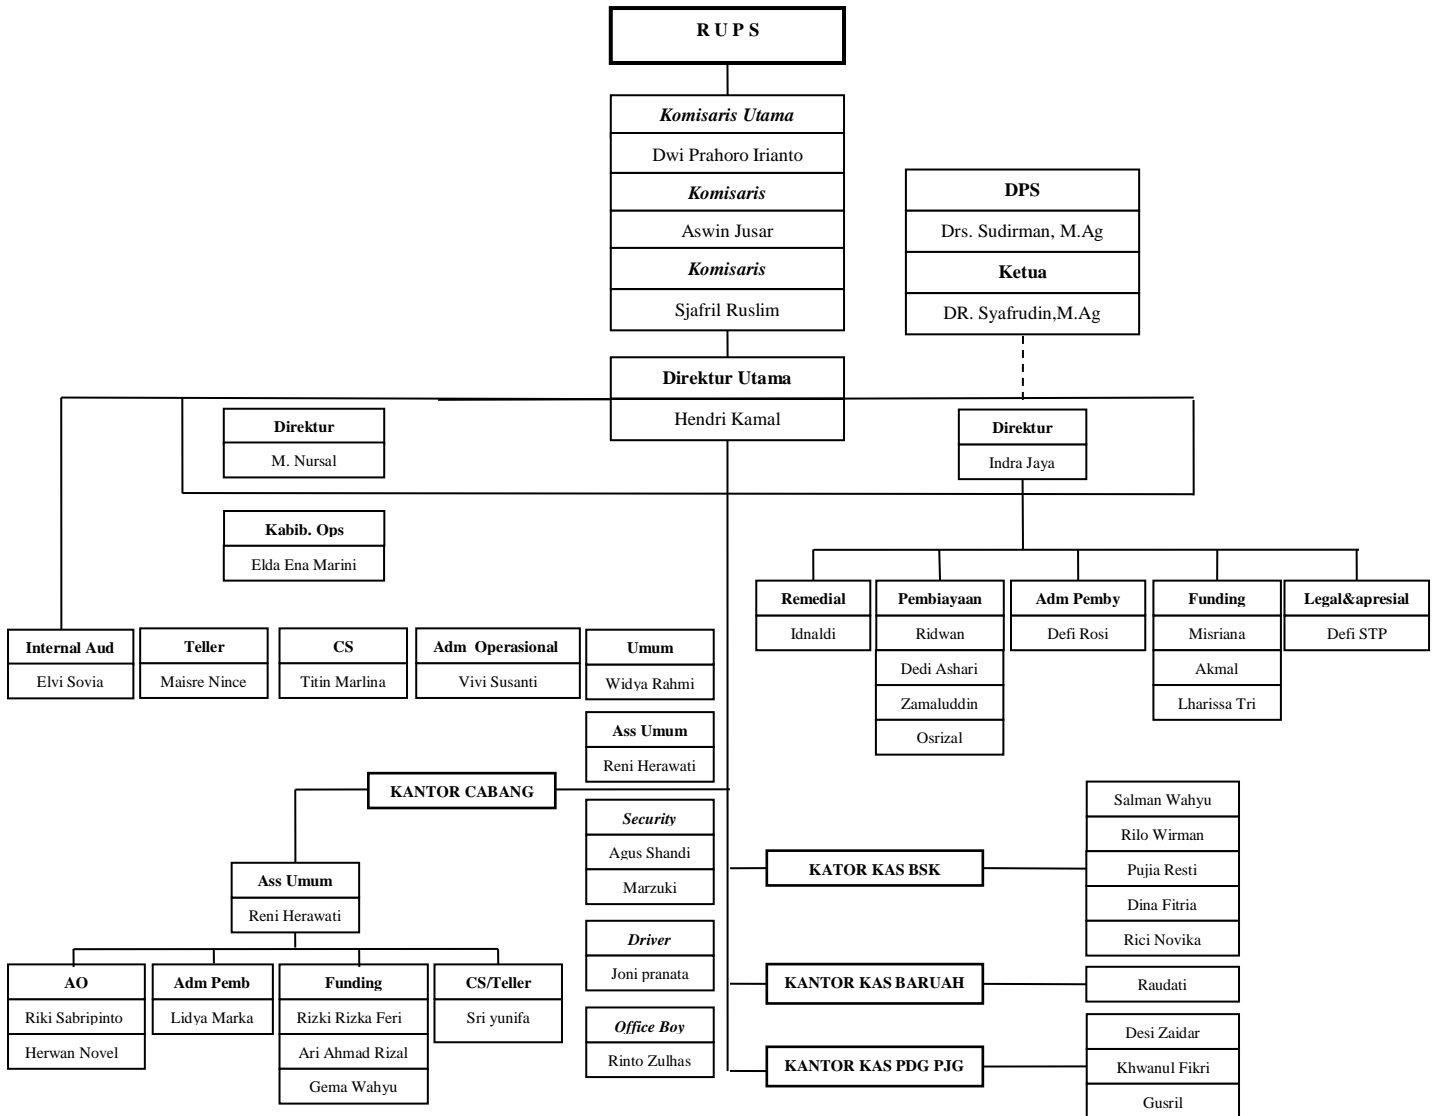 R U P S
Komisaris Utama
Dwi Prahoro Irianto
Komisaris
Aswin Jusar
Komisaris
Sjafril Ruslim
DPS
Drs. Sudirman, M.Ag
Ketua
DR. Syafrudin,M.Ag
Direktur Utama
Hendri Kamal
Direktur
M. Nursal
Direktur
Indra Jaya
Kabib. Ops
Elda Ena Marini
Remedial
Idnaldi
Pembiayaan
Ridwan
Dedi Ashari
Zamaluddin
Osrizal
Adm Pemby
Defi Rosi
Funding
Misriana
Akmal
Lharissa Tri
Legal&apresial
Defi STP
Internal Aud
Elvi Sovia
Teller
Maisre Nince
CS
Titin Marlina
Adm Operasional
Vivi Susanti
Umum
Widya Rahmi
Ass Umum
Reni Herawati
Security
Agus Shandi
Marzuki
Driver
Joni pranata
Office Boy
Rinto Zulhas
KANTOR CABANG
Ass Umum
Reni Herawati
AO
Riki Sabripinto
Herwan Novel
Adm Pemb
Lidya Marka
Funding
Rizki Rizka Feri
Ari Ahmad Rizal
Gema Wahyu
CS/Teller
Sri yunifa
KATOR KAS BSK
Salman Wahyu
Rilo Wirman
Pujia Resti
Dina Fitria
Rici Novika
KANTOR KAS BARUAH
Raudati
KANTOR KAS PDG PJG
Desi Zaidar
Khwanul Fikri
Gusril